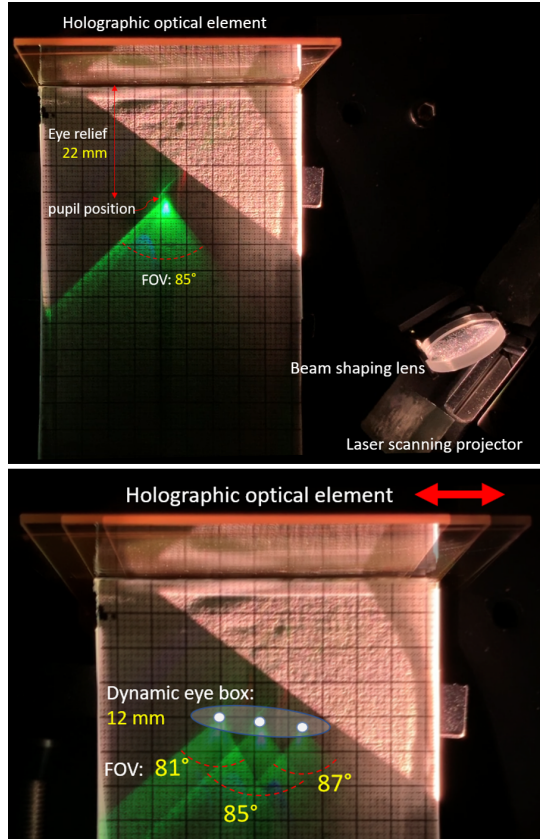 Holographic optical element
Eye relief
22 mm
pupil position
FOV: 85°
Beam shaping lens
Laser scanning projector
Holographic optical element
Dynamic eye box:
12 mm
FOV: 81°
87°
85°